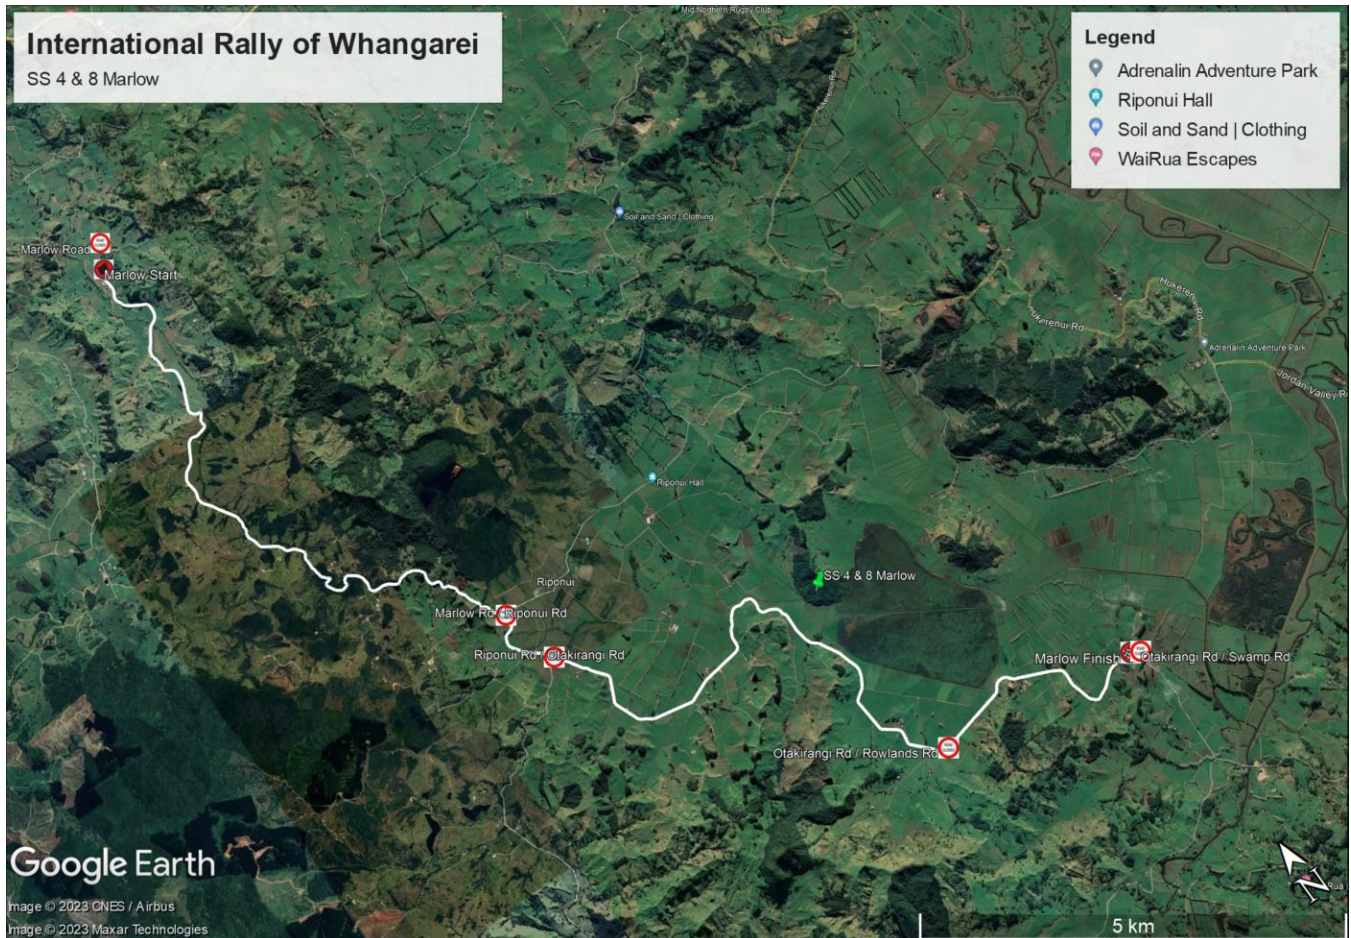 Mid Northern Rugby Club
International Rally of Whangarei
SS 4 & 8 Marlow
Legend
Adrenalin Adventure Park
Riponui Hall
Soil and Sand | Clothing
WaiRua Escapes
Hukerenui Rd
Soil and Sand | Clothing
Marlow Road
Marlow Start
Hukerenui Rd
Hukerenui Rd
Adrenalin Adventure Park
Jordan Valley R
Riponui Hall
SS 4 & 8 Marlow
Riponui
Marlow Rd / Riponui Rd
Riponui Rd / Otakirangi Rd
Marlow Finish
Otakirangi Rd / Swamp Rd
Otakirangi Rd / Rowlands Rd
Google Earth
N
Rua
Image © 2023 CNES / Airbus
Image © 2023 Maxar Technologies
5 km